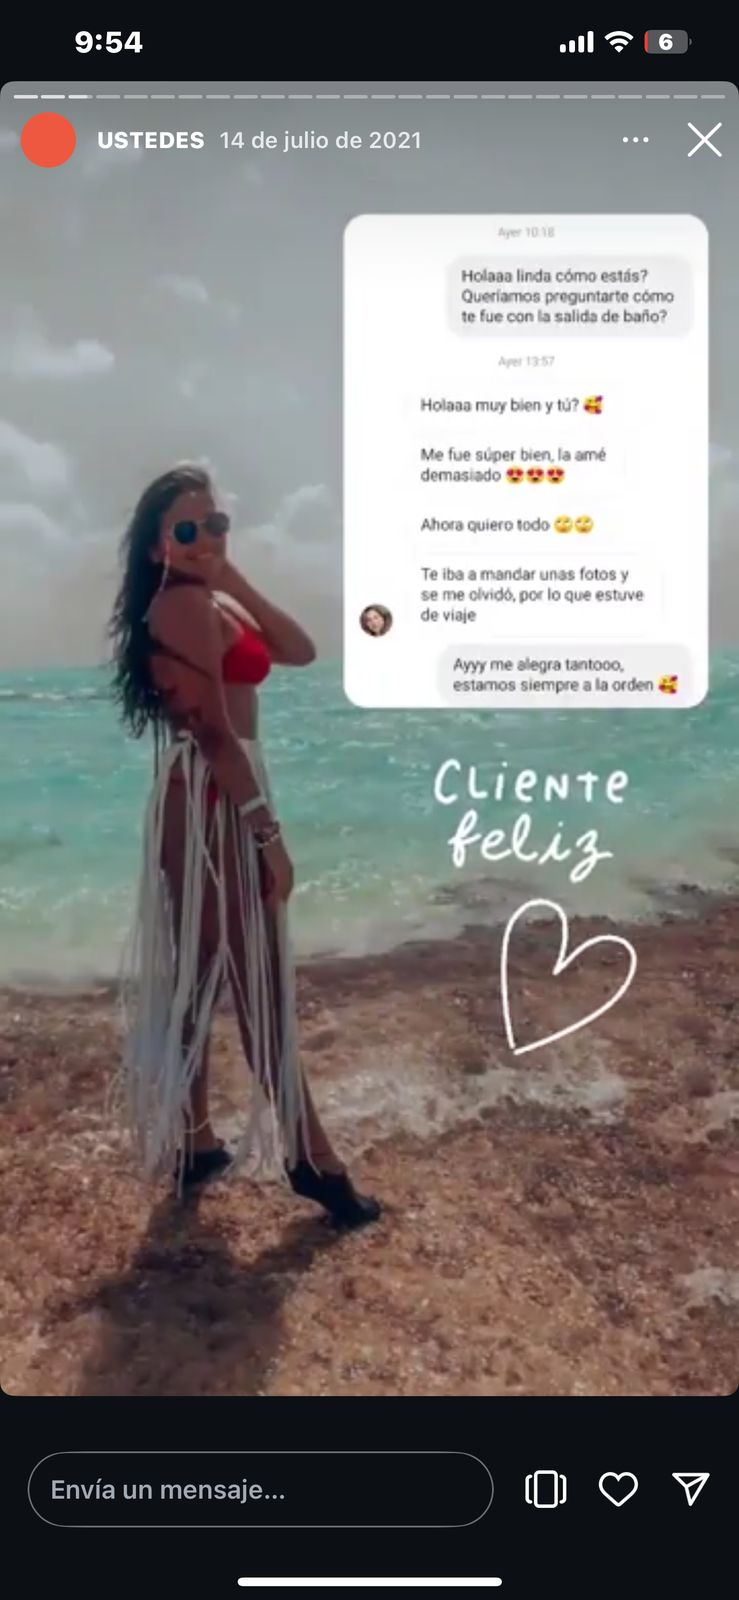 9:54
6
USTEDES 14 de julio de 2021
Ayer 10:18
Holaaa linda cómo estás?
Queríamos preguntarte cómo
te fue con la salida de baño?
Ayer 13:57
Holaaa muy bien y tú? 🥰
Me fue súper bien, la amé
demasiado 😍😍😍
Ahora quiero todo 🙄🙄
Te iba a mandar unas fotos y
se me olvidó, por lo que estuve
de viaje
Ayyy me alegra tantooo,
estamos siempre a la orden 🥰
CLIENTE
feliz
Envía un mensaje...